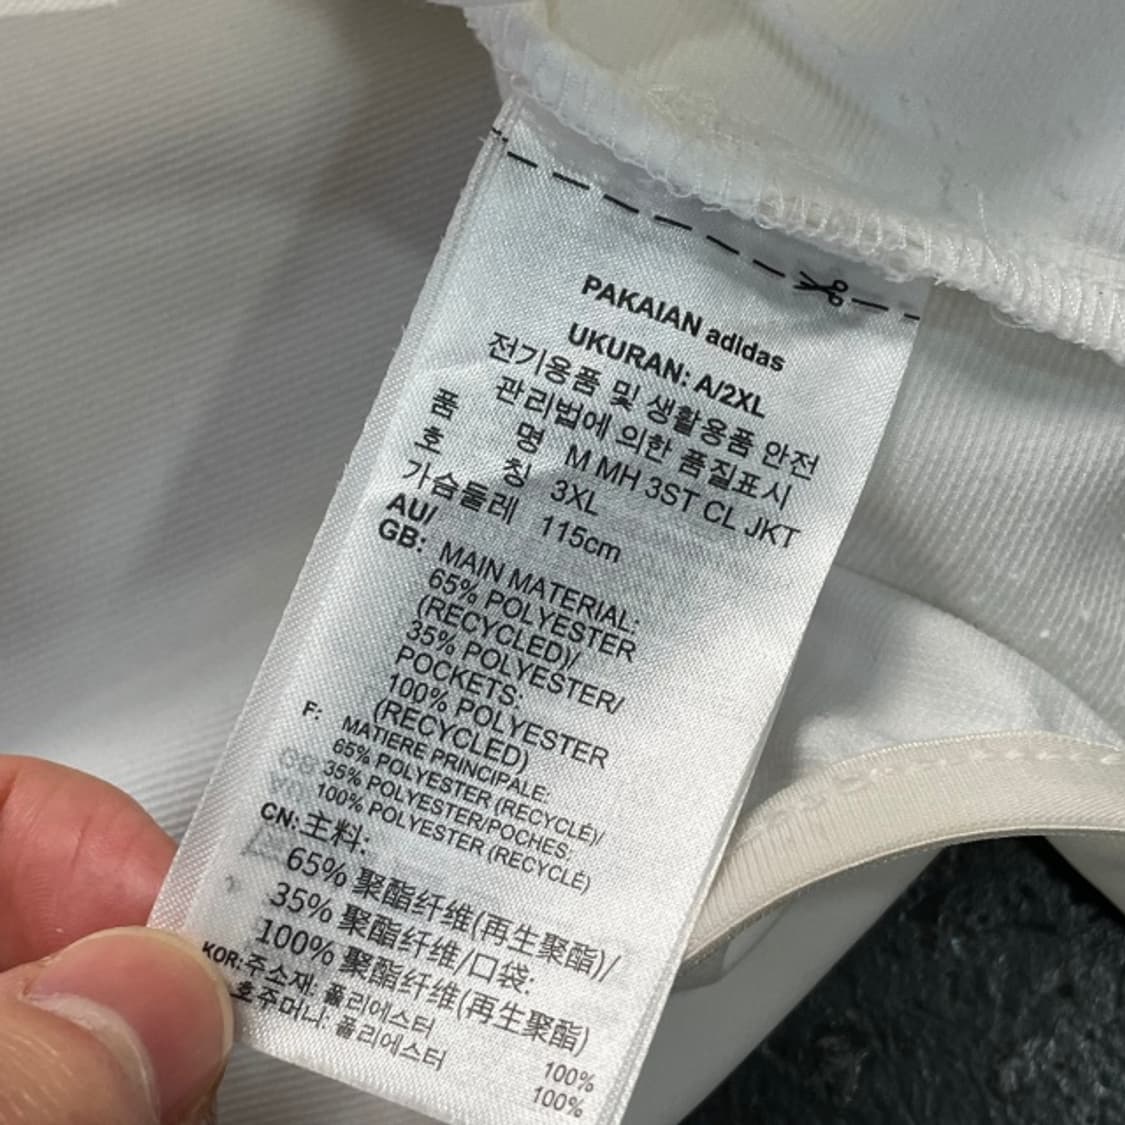 PAKAIAN adidas
UKURAN: A/2XL
전기용품 및 생활용품 안전
관리법에 의한 품질표시
품 명 M MH 3ST CL JKT
호 칭 3XL
가슴둘레 115cm
AU/
GB: MAIN MATERIAL:
65% POLYESTER
(RECYCLED)/
35% POLYESTER/
POCKETS:
100% POLYESTER
(RECYCLED)
F: MATIERE PRINCIPALE:
65% POLYESTER (RECYCLÉ)/
35% POLYESTER/POCHES:
100% POLYESTER (RECYCLÉ)
CN:主料:
65% 聚酯纤维(再生聚酯)/
35% 聚酯纤维/口袋:
100% 聚酯纤维(再生聚酯)
KOR:주소재: 폴리에스터 100%
호주머니: 폴리에스터 100%